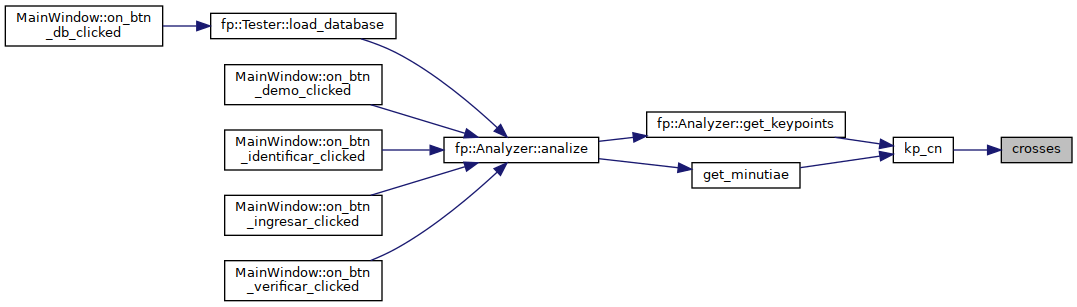 MainWindow::on_btn
_db_clicked
fp::Tester::load_database
MainWindow::on_btn
_demo_clicked
MainWindow::on_btn
_identificar_clicked
MainWindow::on_btn
_ingresar_clicked
MainWindow::on_btn
_verificar_clicked
fp::Analyzer::analize
fp::Analyzer::get_keypoints
get_minutiae
kp_cn
crosses